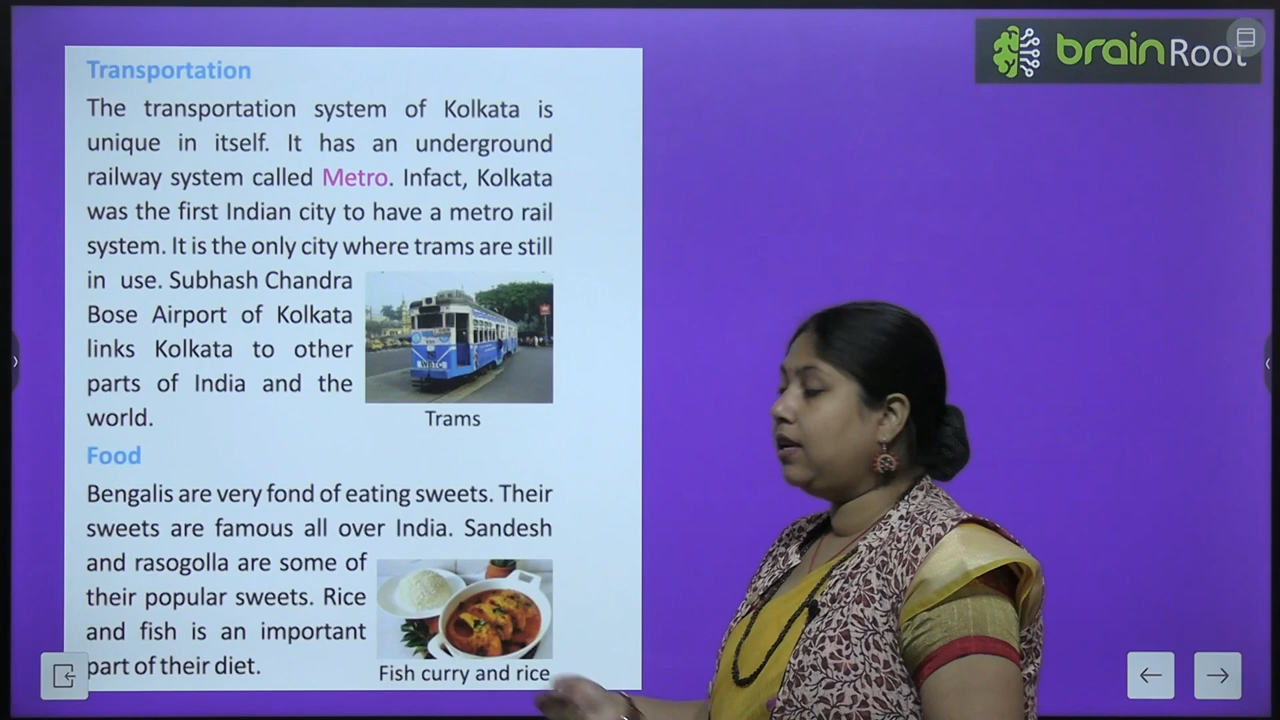 brainRoot
Transportation
The transportation system of Kolkata is
unique in itself. It has an underground
railway system called Metro. Infact, Kolkata
was the first Indian city to have a metro rail
system. It is the only city where trams are still
in use. Subhash Chandra
Bose Airport of Kolkata
links Kolkata to other
parts of India and the
world.
WBTC
Trams
Food
Bengalis are very fond of eating sweets. Their
sweets are famous all over India. Sandesh
and rasogolla are some of
their popular sweets. Rice
and fish is an important
part of their diet.
Fish curry and rice